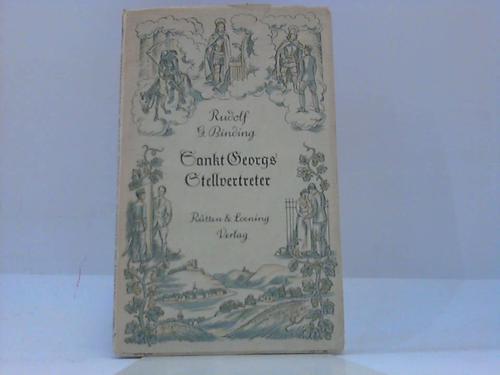 Rudolf
G. Binding
Sankt Georgs
Stellvertreter
Rütten & Loening
Verlag